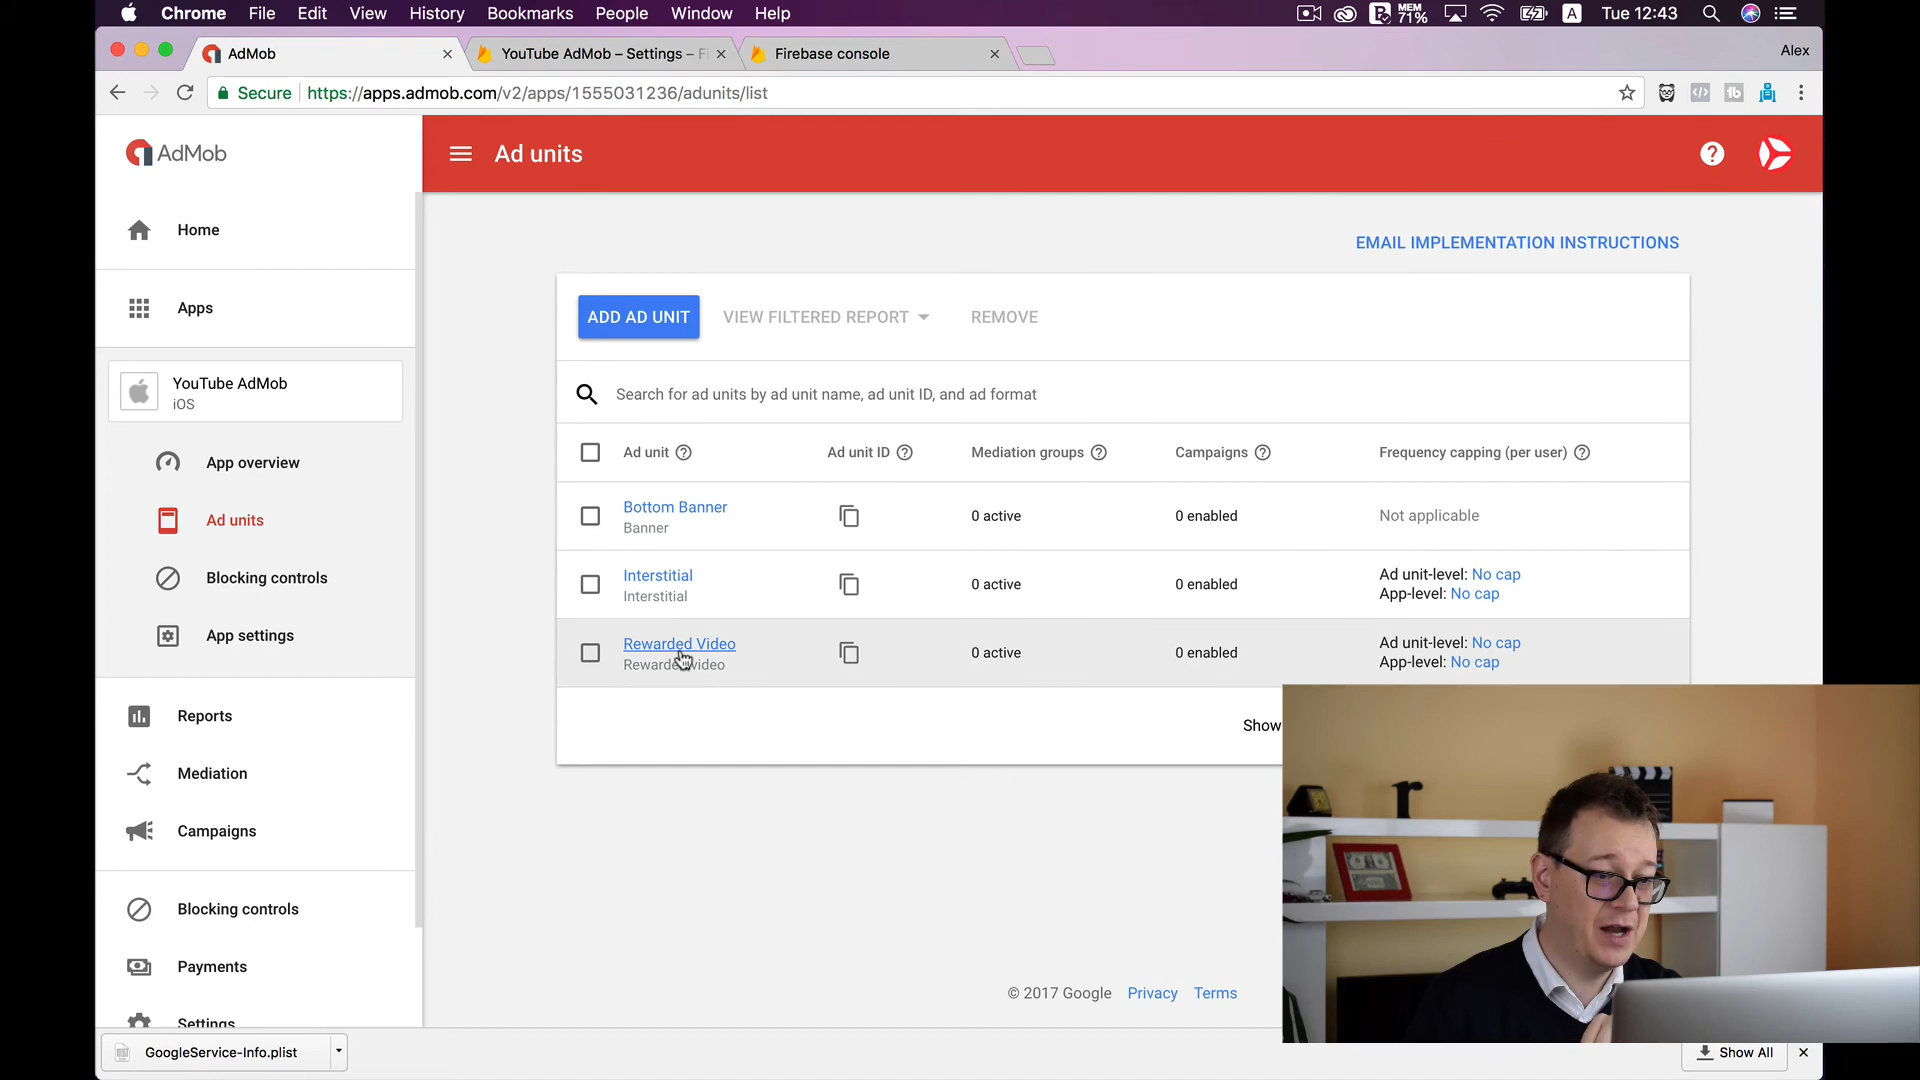 Chrome File Edit View History Bookmarks People Window Help
MEM 71% A Tue 12:43
AdMob
YouTube AdMob – Settings – Fi
Firebase console
Alex
Secure https://apps.admob.com/v2/apps/1555031236/adunits/list
AdMob
Ad units
Home
EMAIL IMPLEMENTATION INSTRUCTIONS
Apps
ADD AD UNIT VIEW FILTERED REPORT REMOVE
YouTube AdMob
iOS
Search for ad units by ad unit name, ad unit ID, and ad format
App overview
Ad unit Ad unit ID Mediation groups Campaigns Frequency capping (per user)
Ad units
Bottom Banner
Banner
0 active 0 enabled Not applicable
Blocking controls
Interstitial
Interstitial
0 active 0 enabled
Ad unit-level: No cap
App-level: No cap
App settings
Rewarded Video
Rewarded video
0 active 0 enabled
Ad unit-level: No cap
App-level: No cap
Reports
Show
Mediation
Campaigns
Blocking controls
Payments
© 2017 Google Privacy Terms
Settings
GoogleService-Info.plist
Show All